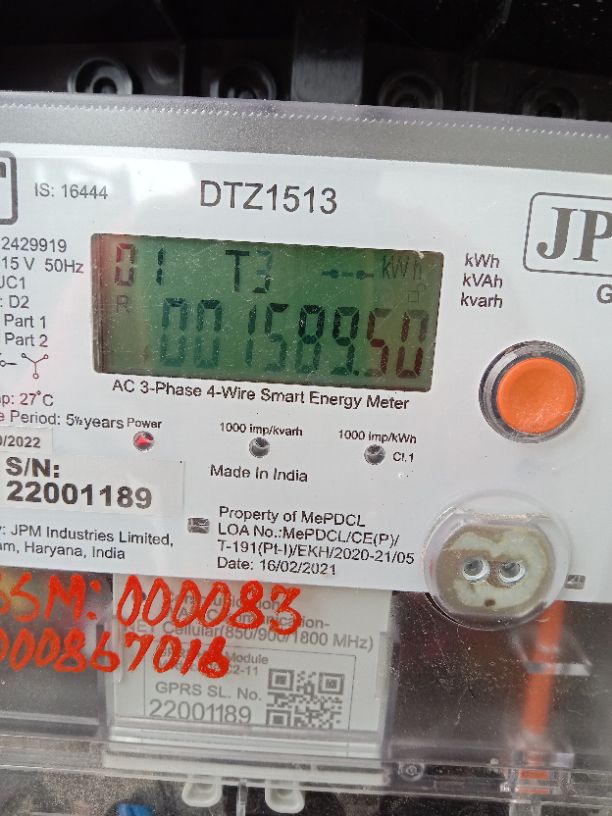 IS: 16444
DTZ1513
JP
2429919
15 V 50Hz
: D2
Part 1
Part 2
01 T3 kWh
R
001589.50
kWh
kVAh
kvarh
G
AC 3-Phase 4-Wire Smart Energy Meter
27°C
Period: 5½years
Power
1000 imp/kvarh
1000 imp/kWh
Cl.1
/2022
Made In India
S/N:
22001189
Property of MePDCL
LOA No.:MePDCL/CE(P)/
T-191(Pt-I)/EKH/2020-21/05
Date: 16/02/2021
: JPM Industries Limited,
am, Haryana, India
SM: 000083
000867016
Cellular(850/900/1800 MHz)
Module
GPRS SL. No.
22001189